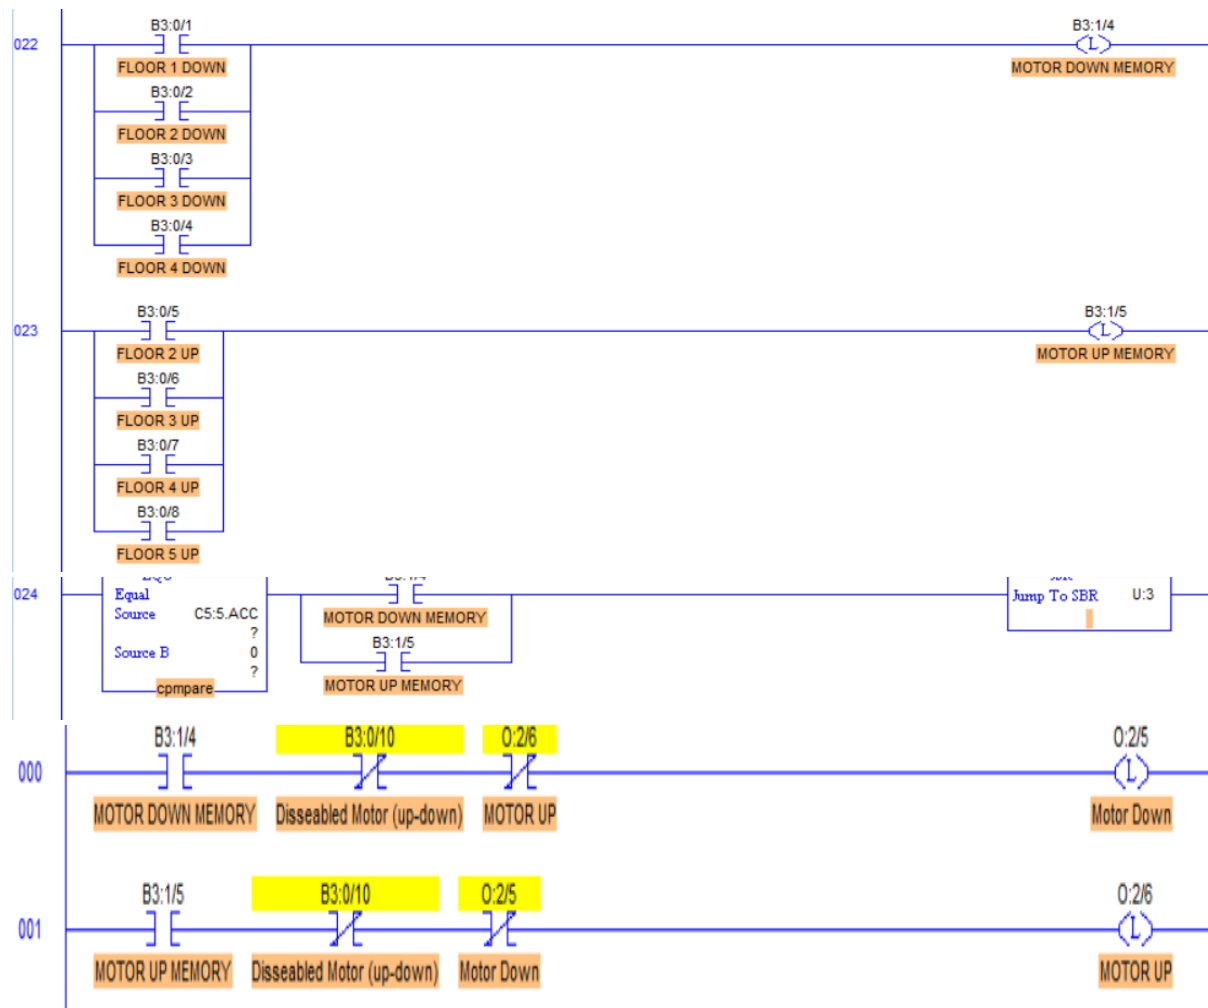 B3:0/1 B3:1/4
022 L
FLOOR 1 DOWN MOTOR DOWN MEMORY
B3:0/2
FLOOR 2 DOWN
B3:0/3
FLOOR 3 DOWN
B3:0/4
FLOOR 4 DOWN
B3:0/5 B3:1/5
023 L
FLOOR 2 UP MOTOR UP MEMORY
B3:0/6
FLOOR 3 UP
B3:0/7
FLOOR 4 UP
B3:0/8
FLOOR 5 UP
024 Equal Jump To SBR U:3
Source C5:5.ACC
MOTOR DOWN MEMORY
?
B3:1/5
Source B 0
?
cpmpare MOTOR UP MEMORY
B3:1/4 B3:0/10 O:2/6 O:2/5
000 L
MOTOR DOWN MEMORY Disseabled Motor (up-down) MOTOR UP Motor Down
B3:1/5 B3:0/10 O:2/5 O:2/6
001 L
MOTOR UP MEMORY Disseabled Motor (up-down) Motor Down MOTOR UP